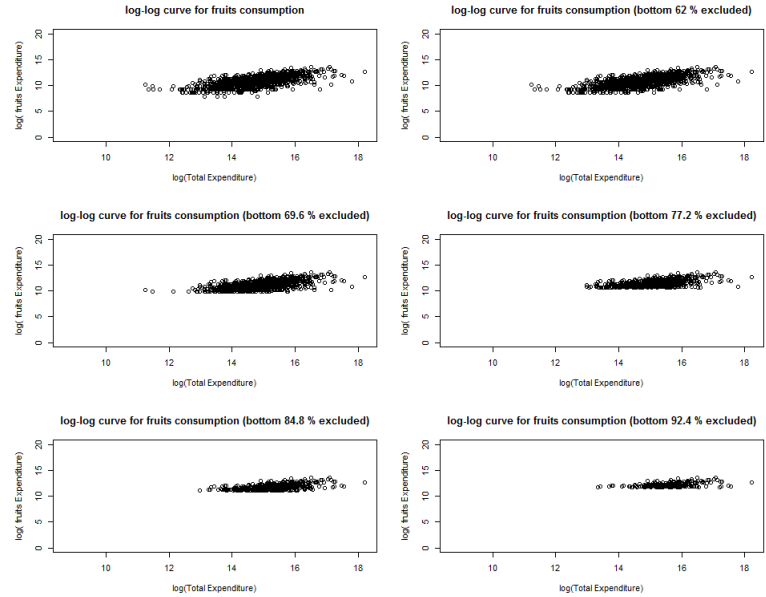 log-log curve for fruits consumption
log( fruits Expenditure)
20
15
10
5
0
10 12 14 16 18
log(Total Expenditure)
log-log curve for fruits consumption (bottom 62 % excluded)
log( fruits Expenditure)
20
15
10
5
0
10 12 14 16 18
log(Total Expenditure)
log-log curve for fruits consumption (bottom 69.6 % excluded)
log( fruits Expenditure)
20
15
10
5
0
10 12 14 16 18
log(Total Expenditure)
log-log curve for fruits consumption (bottom 77.2 % excluded)
log( fruits Expenditure)
20
15
10
5
0
10 12 14 16 18
log(Total Expenditure)
log-log curve for fruits consumption (bottom 84.8 % excluded)
log( fruits Expenditure)
20
15
10
5
0
10 12 14 16 18
log(Total Expenditure)
log-log curve for fruits consumption (bottom 92.4 % excluded)
log( fruits Expenditure)
20
15
10
5
0
10 12 14 16 18
log(Total Expenditure)